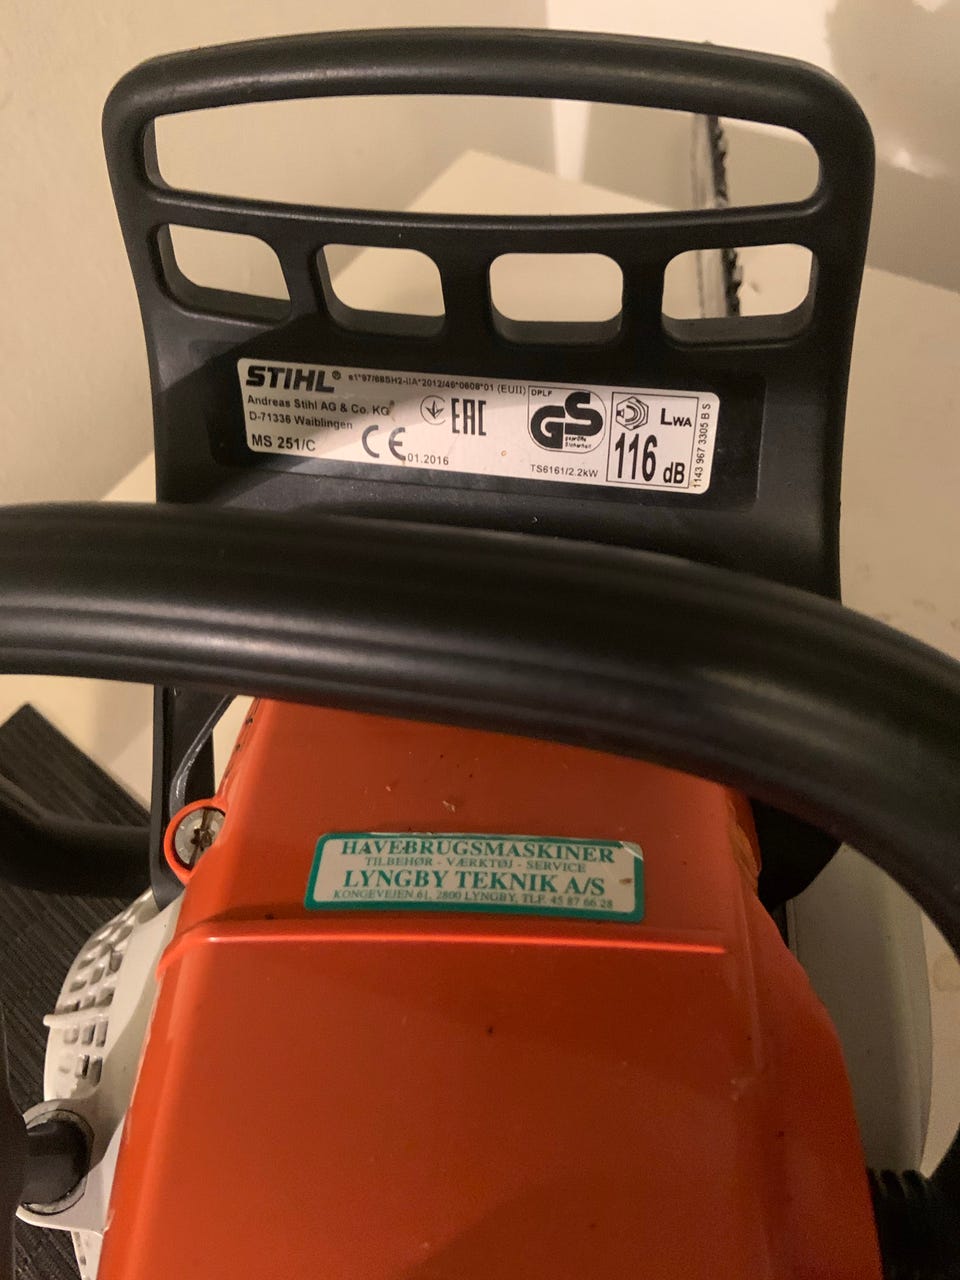 STIHL® e1*97/68SH2-IIA*2012/46*0608*01 (EUII)
Andreas Stihl AG & Co. KG
D-71336 Waiblingen
MS 251/C
EAC
CE 01.2016
DPLF
GS
geprüfte
Sicherheit
TS6161/2.2kW
LWA
116 dB
1143 967 3305 B S
HAVEBRUGSMASKINER
TILBEHØR - VÆRKTØJ - SERVICE
LYNGBY TEKNIK A/S
KONGEVEJEN 61, 2800 LYNGBY, TLF. 45 87 66 28